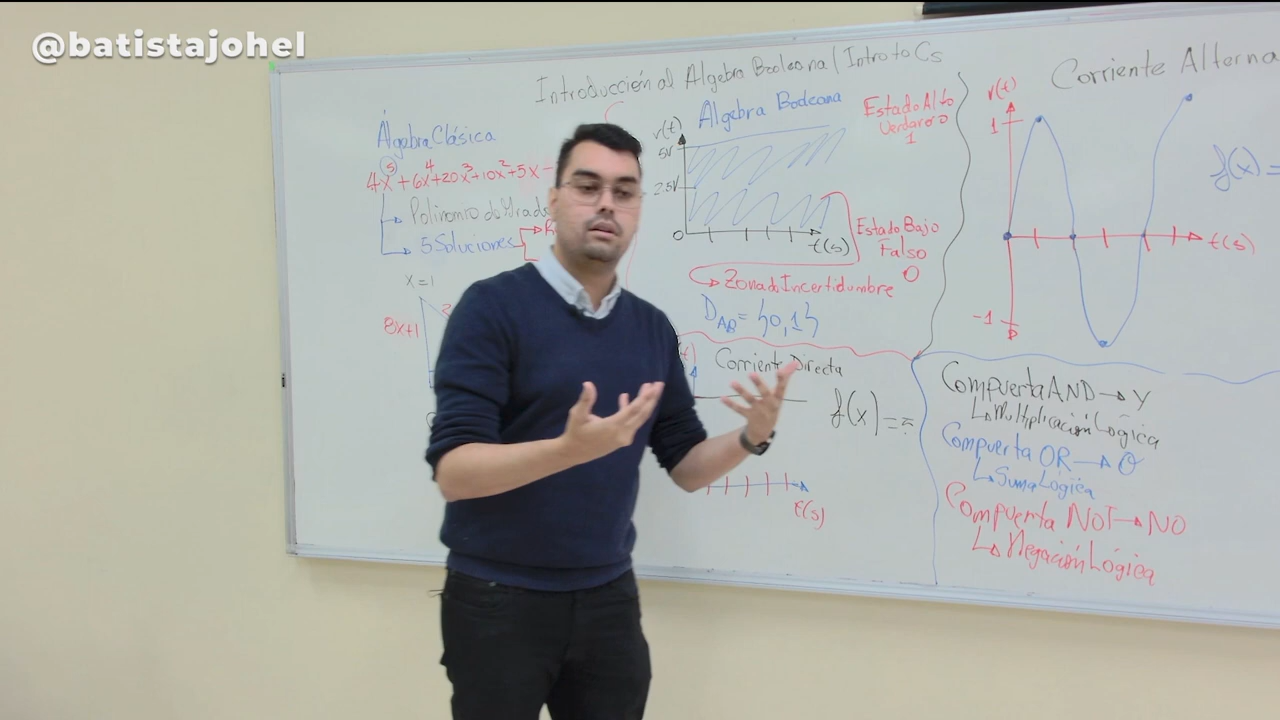 @batistajohel
Introducción al Algebra Booleana / Intro to Cs
Álgebra Clásica
4x⁵+6x⁴+20x³+10x²+5x-
Polinomio de Grado
5 Soluciones
x=1
8x+1
Algebra Booleana
v(t)
5V
2.5V
0
t(s)
Estado Alto
Verdadero
1
Estado Bajo
Falso
0
Zona de Incertidumbre
D_AB = {0,1}
Corriente Directa
f(x)=
t(s)
Corriente Alterna
v(t)
1
-1
t(s)
f(x)=
Compuerta AND → Y
Multiplicación Lógica
Compuerta OR → O
Suma Lógica
Compuerta NOT → NO
Negación Lógica